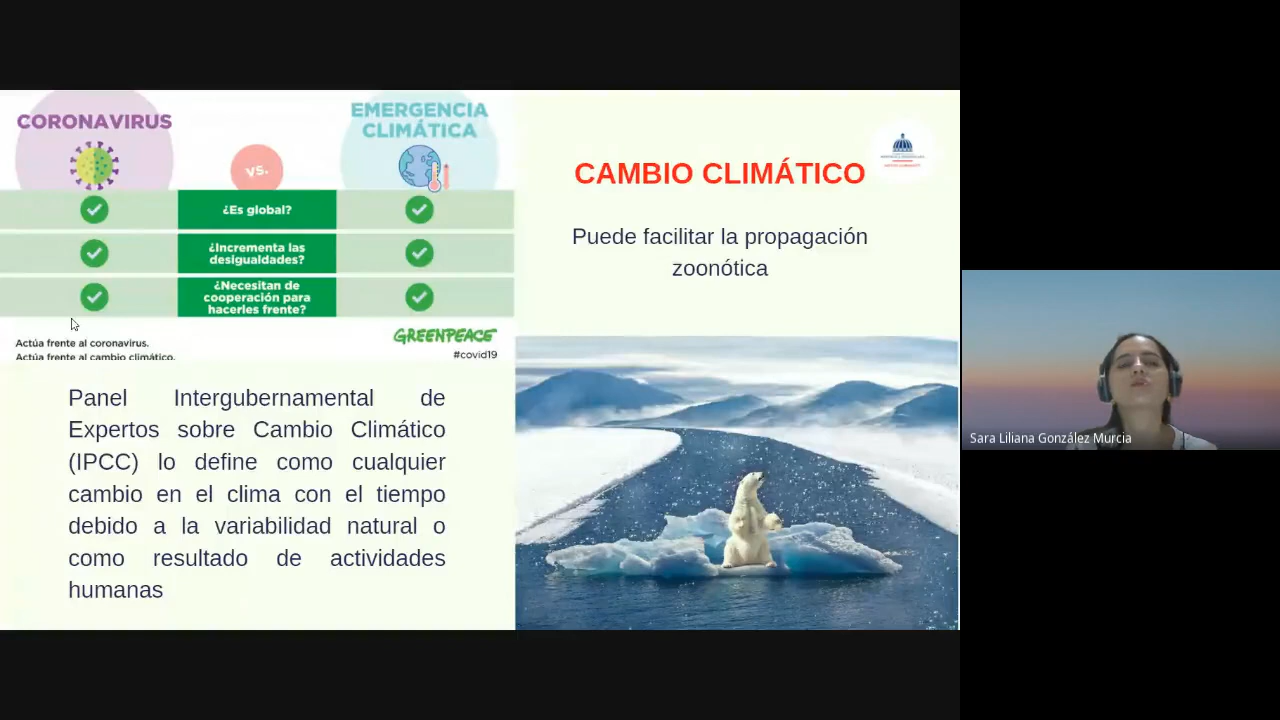 CORONAVIRUS
vs.
EMERGENCIA
CLIMÁTICA
¿Es global?
¿Incrementa las
desigualdades?
¿Necesitan de
cooperación para
hacerles frente?
Actúa frente al coronavirus.
Actúa frente al cambio climático.
GREENPEACE
#covid19
Panel Intergubernamental de
Expertos sobre Cambio Climático
(IPCC) lo define como cualquier
cambio en el clima con el tiempo
debido a la variabilidad natural o
como resultado de actividades
humanas
CAMBIO CLIMÁTICO
Puede facilitar la propagación
zoonótica
Sara Liliana González Murcia